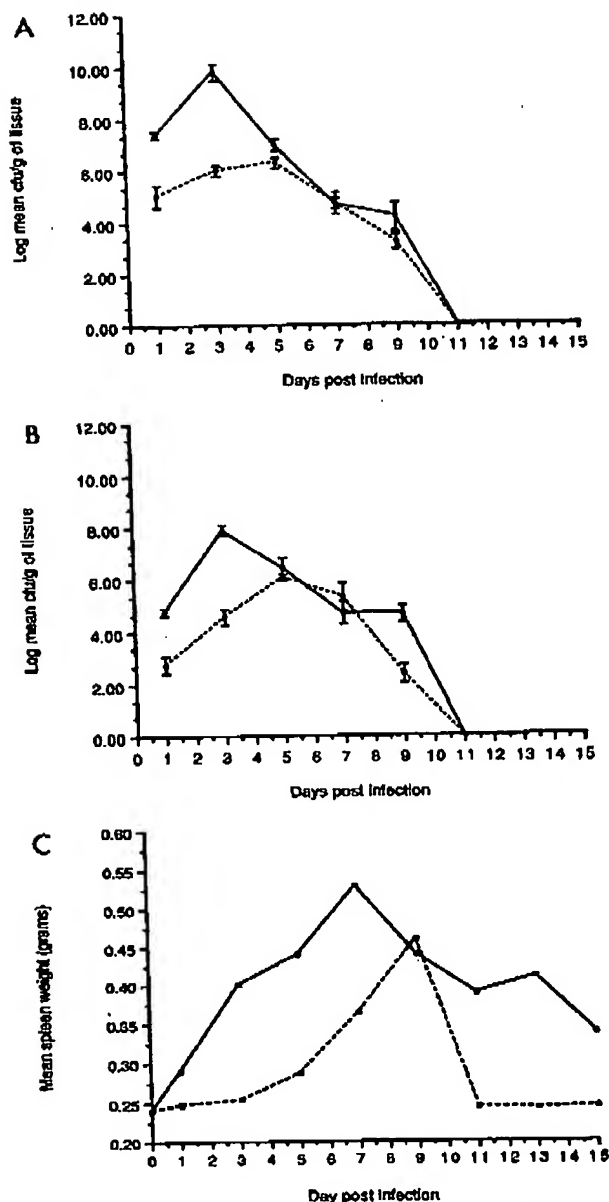 A
12.00
10.00
8.00
6.00
4.00
2.00
0.00
Log mean cfu/g of tissue
0 1 2 3 4 5 6 7 8 9 10 11 12 13 14 15
Days post infection
B
12.00
10.00
8.00
6.00
4.00
2.00
0.00
Log mean cfu/g of tissue
0 1 2 3 4 5 6 7 8 9 10 11 12 13 14 15
Days post infection
C
0.60
0.55
0.50
0.45
0.40
0.35
0.30
0.25
0.20
Mean spleen weight (grams)
0 1 2 3 4 5 6 7 8 9 10 11 12 13 14 15
Day post infection